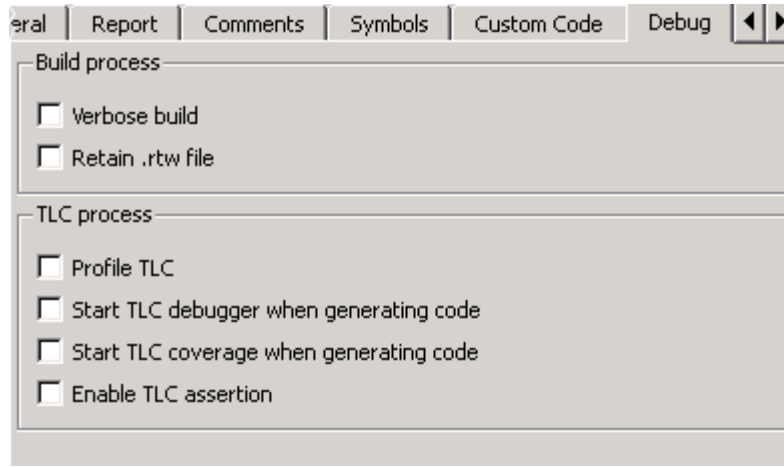 eral Report Comments Symbols Custom Code Debug
Build process
Verbose build
Retain .rtw file
TLC process
Profile TLC
Start TLC debugger when generating code
Start TLC coverage when generating code
Enable TLC assertion